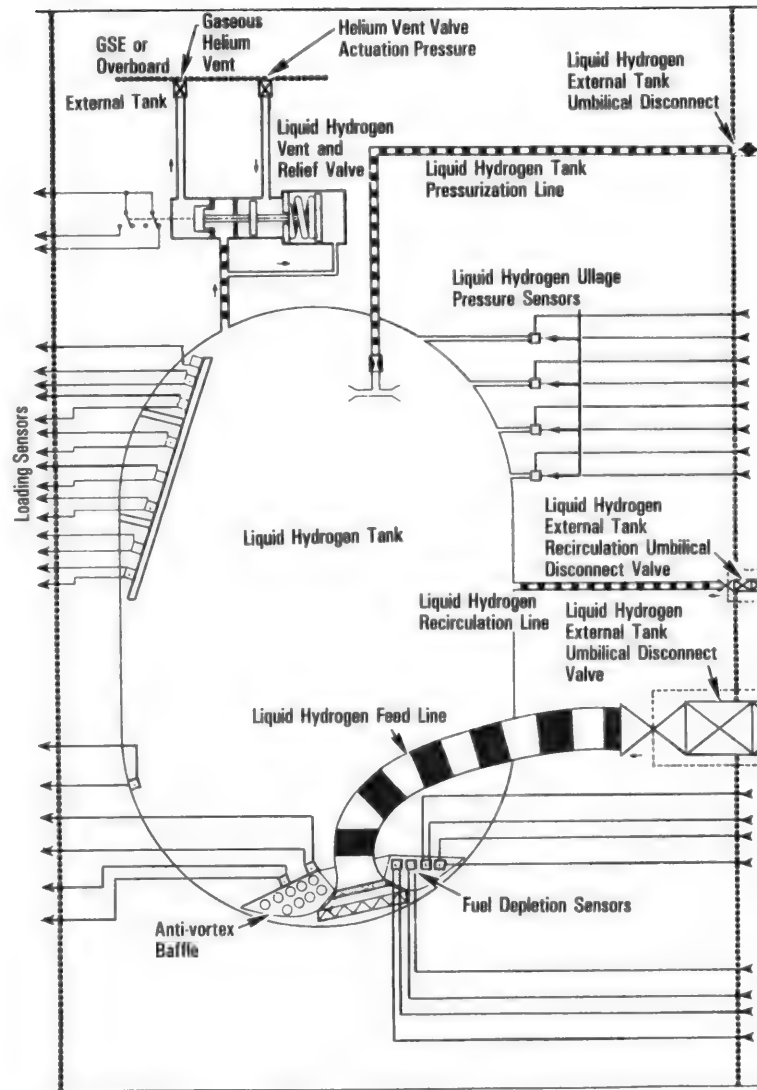 GSE or
Overboard
Gaseous
Helium
Vent
Helium Vent Valve
Actuation Pressure
External Tank
Liquid Hydrogen
Vent and
Relief Valve
Liquid Hydrogen
External Tank
Umbilical Disconnect
Liquid Hydrogen Tank
Pressurization Line
Liquid Hydrogen Ullage
Pressure Sensors
Loading Sensors
Liquid Hydrogen Tank
Liquid Hydrogen
External Tank
Recirculation Umbilical
Disconnect Valve
Liquid Hydrogen
Recirculation Line
Liquid Hydrogen
External Tank
Umbilical Disconnect
Valve
Liquid Hydrogen Feed Line
Fuel Depletion Sensors
Anti-vortex
Baffle